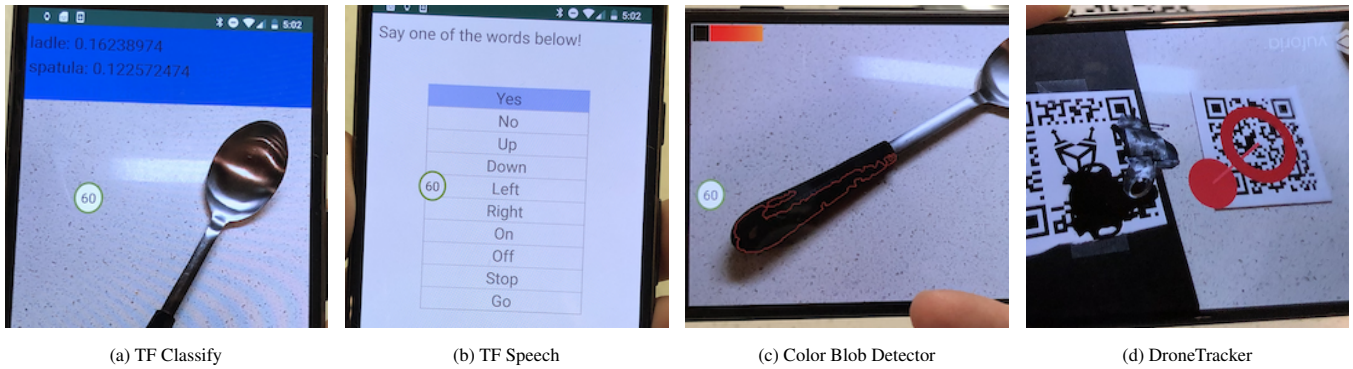 5:02
ladle: 0.16238974
spatula: 0.122572474
60
(a) TF Classify
5:02
Say one of the words below!
Yes
No
Up
Down
60
Left
Right
On
Off
Stop
Go
(b) TF Speech
60
(c) Color Blob Detector
vuforia
(d) DroneTracker